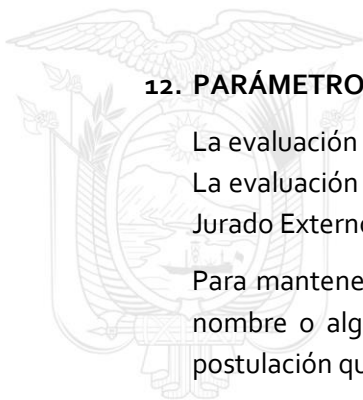 12. PARÁMETRO
La evaluación
La evaluación
Jurado Extern
Para mantene
nombre o alg
postulación qu